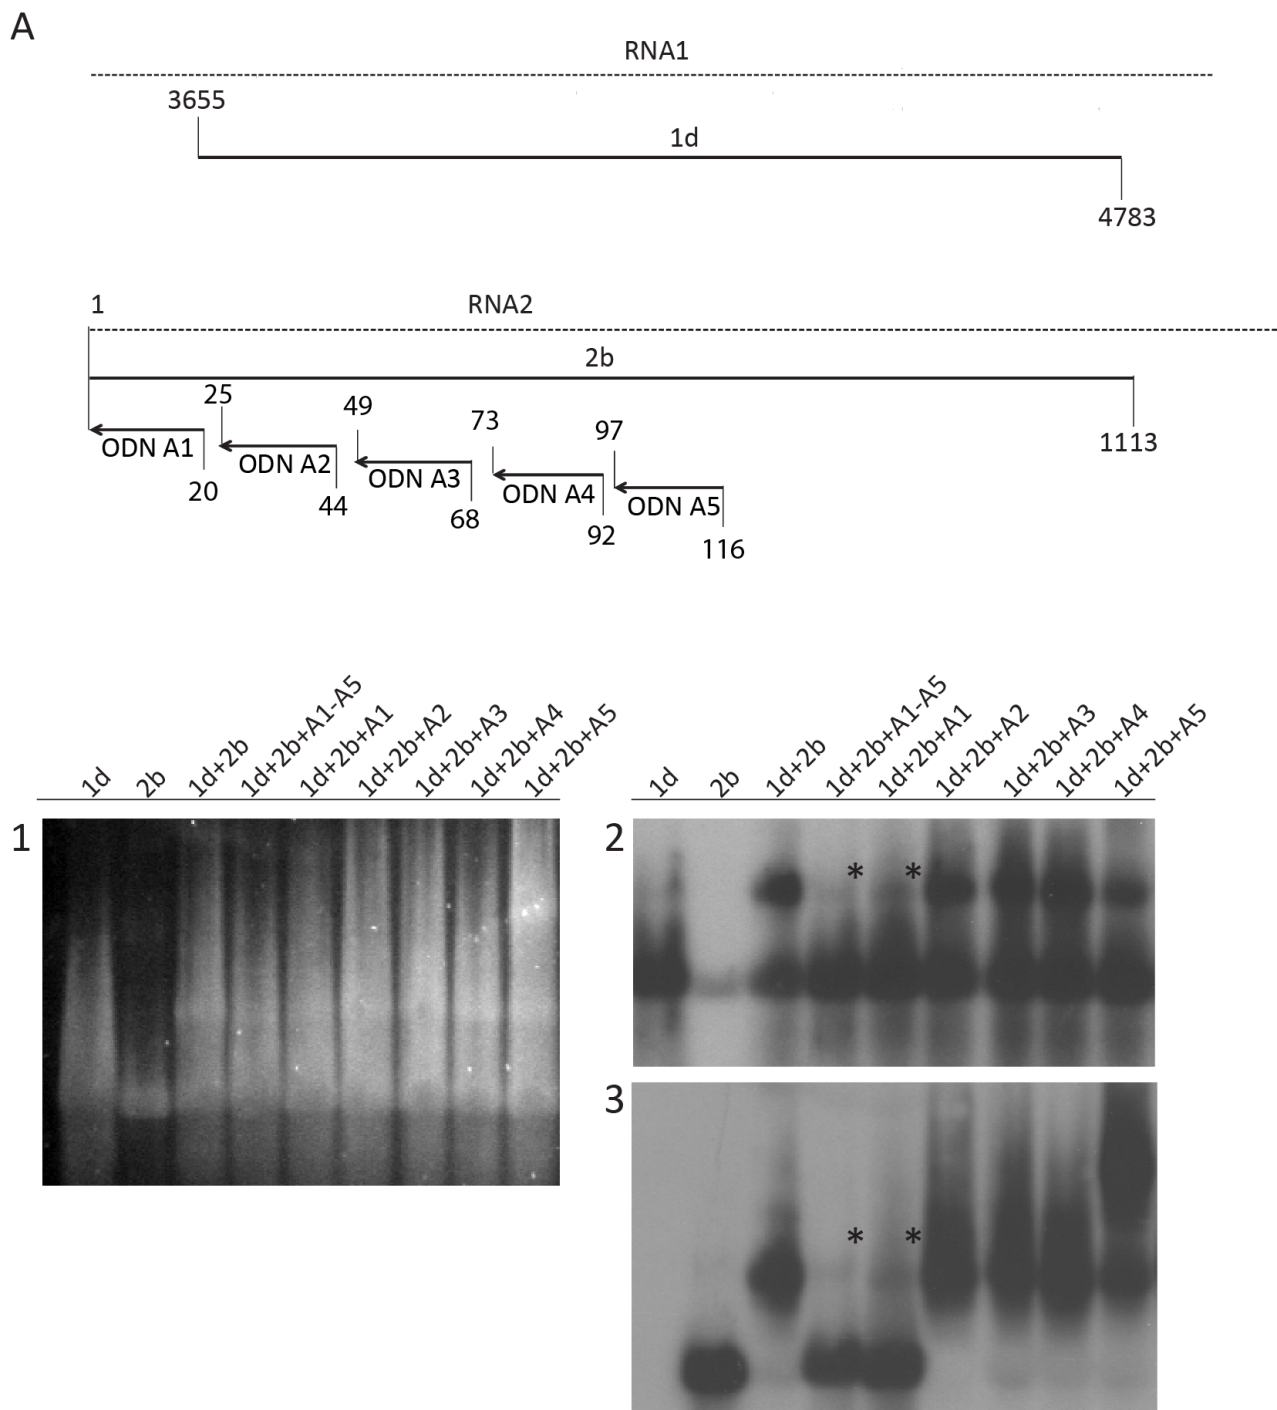 A
RNA1
3655
1d
4783
1
RNA2
2b
25
49
73
97
1113
ODN A1
ODN A2
ODN A3
ODN A4
ODN A5
20
44
68
92
116
1d
2b
1d+2b
1d+2b+A1-A5
1d+2b+A1
1d+2b+A2
1d+2b+A3
1d+2b+A4
1d+2b+A5
1d
2b
1d+2b
1d+2b+A1-A5
1d+2b+A1
1d+2b+A2
1d+2b+A3
1d+2b+A4
1d+2b+A5
1
2
* *
3
* *